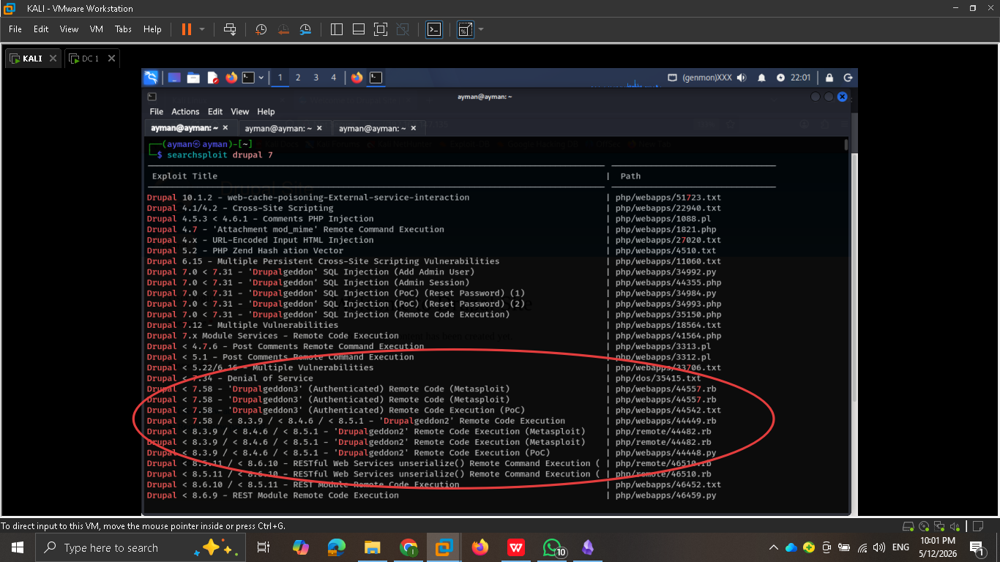 KALI - VMware Workstation
File Edit View VM Tabs Help
KALI DC 1
1 2 3 4 (genmon)XXX 22:01
ayman@ayman: ~
File Actions Edit View Help
ayman@ayman: ~ ayman@ayman: ~ ayman@ayman: ~
(ayman㉿ayman)-[~]
$ searchsploit drupal 7
Exploit Title | Path
Drupal 10.1.2 - web-cache-poisoning-External-service-interaction | php/webapps/51723.txt
Drupal 4.1/4.2 - Cross-Site Scripting | php/webapps/22940.txt
Drupal 4.5.3 < 4.6.1 - Comments PHP Injection | php/webapps/1088.pl
Drupal 4.7 - 'Attachment mod_mime' Remote Command Execution | php/webapps/1821.php
Drupal 4.x - URL-Encoded Input HTML Injection | php/webapps/27020.txt
Drupal 5.2 - PHP Zend Hash ation Vector | php/webapps/4510.txt
Drupal 6.15 - Multiple Persistent Cross-Site Scripting Vulnerabilities | php/webapps/11060.txt
Drupal 7.0 < 7.31 - 'Drupalgeddon' SQL Injection (Add Admin User) | php/webapps/34992.py
Drupal 7.0 < 7.31 - 'Drupalgeddon' SQL Injection (Admin Session) | php/webapps/44355.php
Drupal 7.0 < 7.31 - 'Drupalgeddon' SQL Injection (PoC) (Reset Password) (1) | php/webapps/34984.py
Drupal 7.0 < 7.31 - 'Drupalgeddon' SQL Injection (PoC) (Reset Password) (2) | php/webapps/34993.php
Drupal 7.0 < 7.31 - 'Drupalgeddon' SQL Injection (Remote Code Execution) | php/webapps/35150.php
Drupal 7.12 - Multiple Vulnerabilities | php/webapps/18564.txt
Drupal 7.x Module Services - Remote Code Execution | php/webapps/41564.php
Drupal < 4.7.6 - Post Comments Remote Command Execution | php/webapps/3313.pl
Drupal < 5.1 - Post Comments Remote Command Execution | php/webapps/3312.pl
Drupal < 5.22/6.16 - Multiple Vulnerabilities | php/webapps/33706.txt
Drupal < 7.34 - Denial of Service | php/dos/35415.txt
Drupal < 7.58 - 'Drupalgeddon3' (Authenticated) Remote Code (Metasploit) | php/webapps/44557.rb
Drupal < 7.58 - 'Drupalgeddon3' (Authenticated) Remote Code (Metasploit) | php/webapps/44557.rb
Drupal < 7.58 - 'Drupalgeddon3' (Authenticated) Remote Code Execution (PoC) | php/webapps/44542.txt
Drupal < 7.58 / < 8.3.9 / < 8.4.6 / < 8.5.1 - 'Drupalgeddon2' Remote Code Execution | php/webapps/44449.rb
Drupal < 8.3.9 / < 8.4.6 / < 8.5.1 - 'Drupalgeddon2' Remote Code Execution (Metasploit) | php/remote/44482.rb
Drupal < 8.3.9 / < 8.4.6 / < 8.5.1 - 'Drupalgeddon2' Remote Code Execution (Metasploit) | php/remote/44482.rb
Drupal < 8.3.9 / < 8.4.6 / < 8.5.1 - 'Drupalgeddon2' Remote Code Execution (PoC) | php/webapps/44448.py
Drupal < 8.5.11 / < 8.6.10 - RESTful Web Services unserialize() Remote Command Execution ( | php/remote/46510.rb
Drupal < 8.5.11 / < 8.6.10 - RESTful Web Services unserialize() Remote Command Execution ( | php/remote/46510.rb
Drupal < 8.6.10 / < 8.5.11 - REST Module Remote Code Execution | php/webapps/46452.txt
Drupal < 8.6.9 - REST Module Remote Code Execution | php/webapps/46459.py
To direct input to this VM, move the mouse pointer inside or press Ctrl+G.
Type here to search
10
ENG
10:01 PM
5/12/2026
1